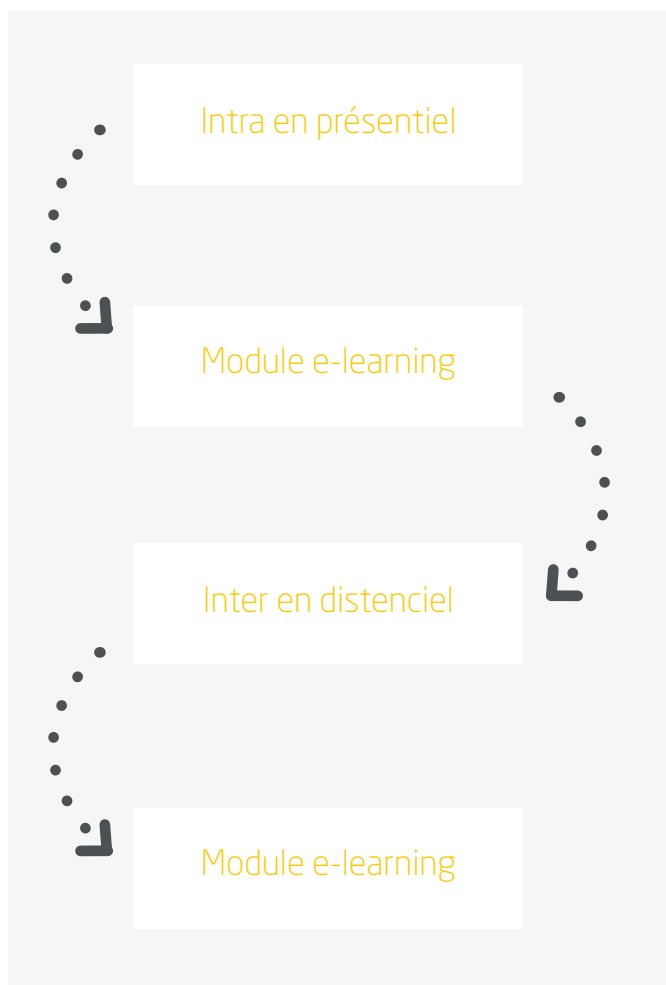 Intra en présentiel
Module e-learning
Inter en distenciel
Module e-learning